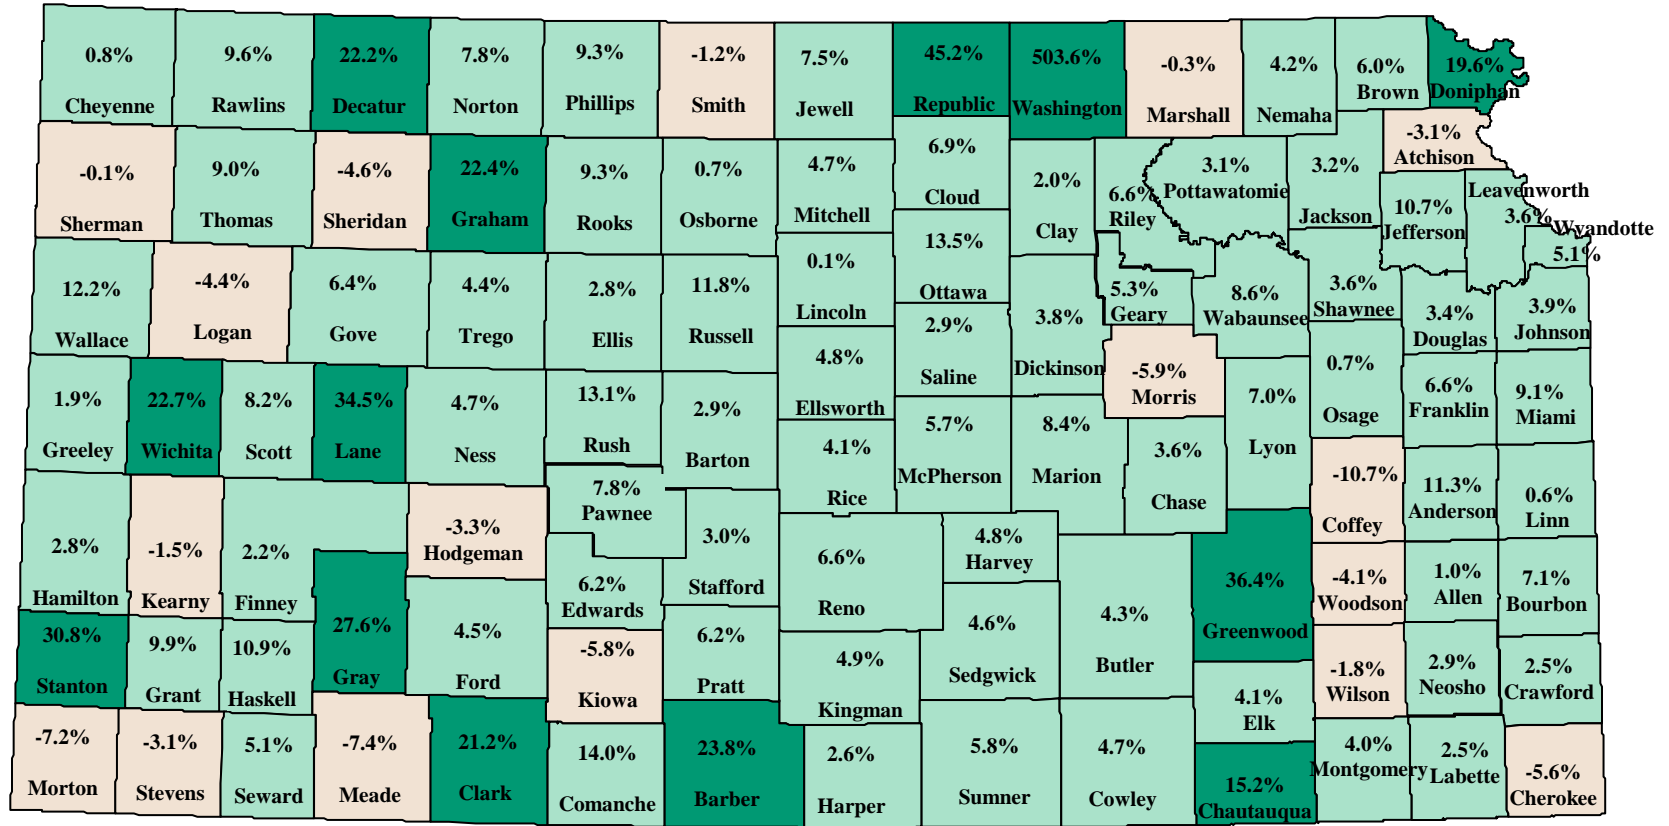 0.8% 9.6% 22.2% 7.8% 9.3% -1.2% 7.5% 45.2% 503.6% -0.3% 4.2% 6.0% 19.6%
Cheyenne Rawlins Decatur Norton Phillips Smith Jewell Republic Washington Marshall Nemaha Brown Doniphan
-3.1%
Atchison
-0.1% 9.0% -4.6% 22.4% 9.3% 0.7% 4.7% 6.9% 2.0% 6.6% 3.1% 3.2% 10.7% Leavenworth
Sherman Thomas Sheridan Graham Rooks Osborne Mitchell Cloud Clay Riley Pottawatomie Jackson Jefferson 3.6%
Wyandotte
5.1%
12.2% -4.4% 6.4% 4.4% 2.8% 11.8% 0.1% 13.5% 3.8% 5.3% 8.6% 3.6% 3.4% 3.9%
Wallace Logan Gove Trego Ellis Russell Lincoln Ottawa Dickinson Geary Wabaunsee Shawnee Douglas Johnson
2.9%
Saline
1.9% 22.7% 8.2% 34.5% 4.7% 13.1% 2.9% 4.8% -5.9% 7.0% 0.7% 6.6% 9.1%
Greeley Wichita Scott Lane Ness Rush Barton Ellsworth Morris Lyon Osage Franklin Miami
4.1% 5.7% 8.4% 3.6%
Rice McPherson Marion Chase
2.8% -1.5% 2.2% -3.3% 7.8% 3.0% 6.6% 4.8% -10.7% 11.3% 0.6%
Hamilton Kearny Finney Hodgeman Pawnee Stafford Reno Harvey Coffey Anderson Linn
6.2% 4.3% 36.4% -4.1% 1.0% 7.1%
Edwards Butler Greenwood Woodson Allen Bourbon
30.8% 9.9% 10.9% 27.6% 4.5% -5.8% 6.2% 4.9% 4.6% -1.8% 2.9% 2.5%
Stanton Grant Haskell Gray Ford Kiowa Pratt Kingman Sedgwick Wilson Neosho Crawford
4.1%
Elk
-7.2% -3.1% 5.1% -7.4% 21.2% 14.0% 23.8% 2.6% 5.8% 4.7% 15.2% 4.0% 2.5% -5.6%
Morton Stevens Seward Meade Clark Comanche Barber Harper Sumner Cowley Chautauqua Montgomery Labette Cherokee